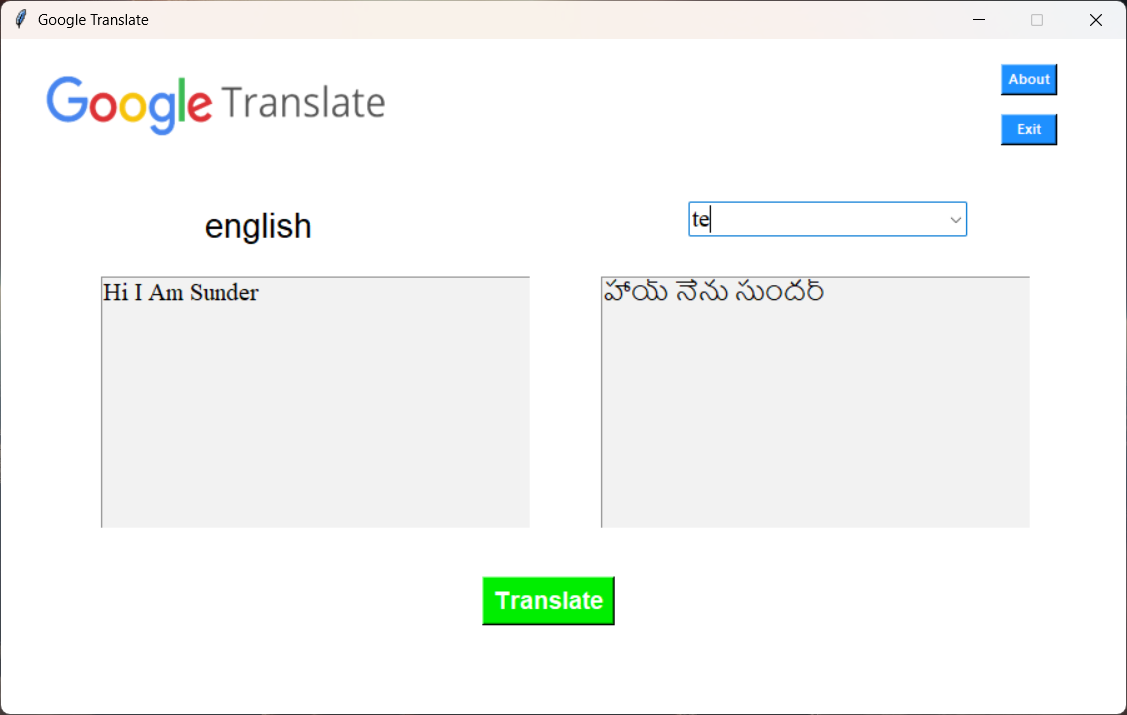 Google Translate
Google Translate
About
Exit
english
te
Hi I Am Sunder
హాయ్ నేను సుందర్
Translate